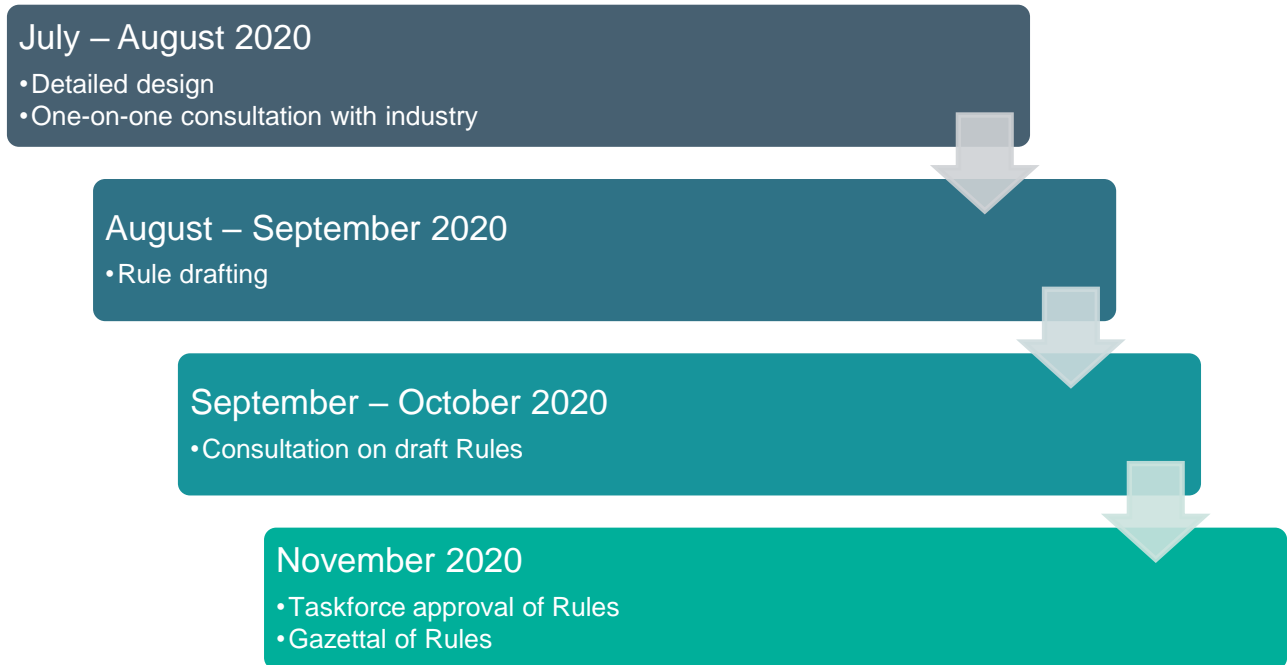 July – August 2020
•Detailed design
•One-on-one consultation with industry
August – September 2020
•Rule drafting
September – October 2020
•Consultation on draft Rules
November 2020
•Taskforce approval of Rules
•Gazettal of Rules